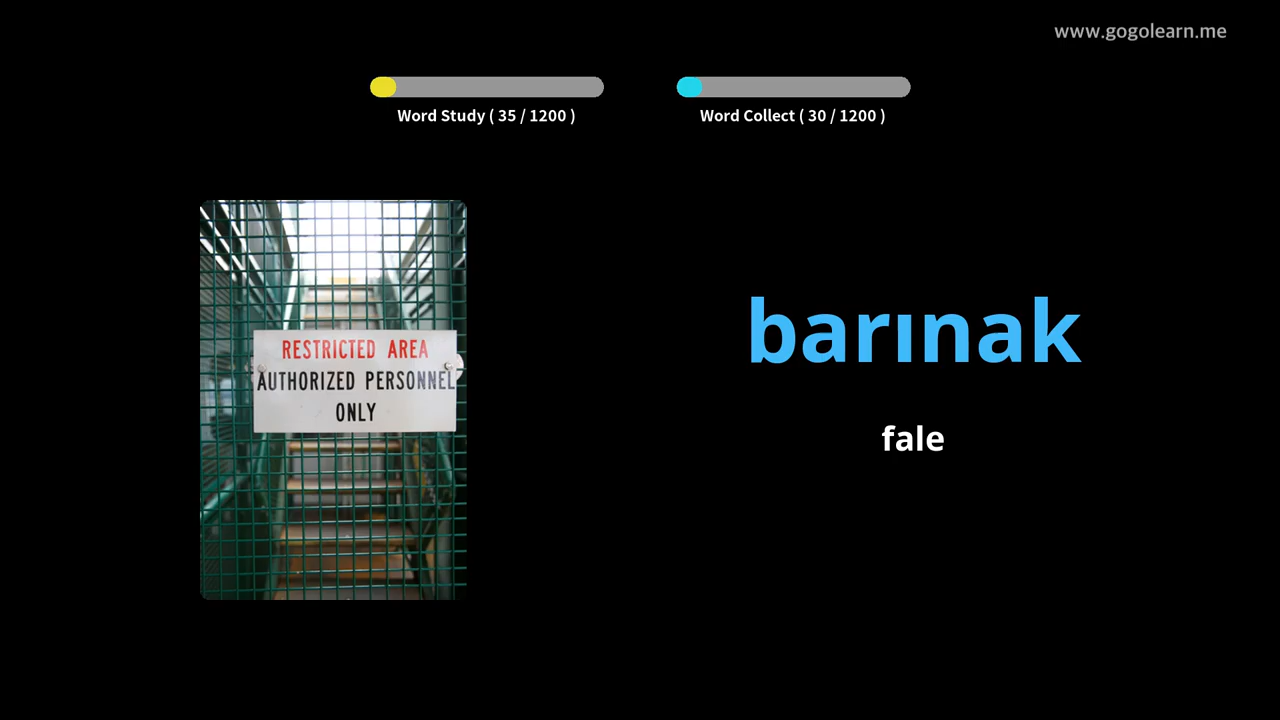 www.gogolearn.me
Word Study ( 35 / 1200 )
Word Collect ( 30 / 1200 )
RESTRICTED AREA
AUTHORIZED PERSONNEL
ONLY
barınak
fale